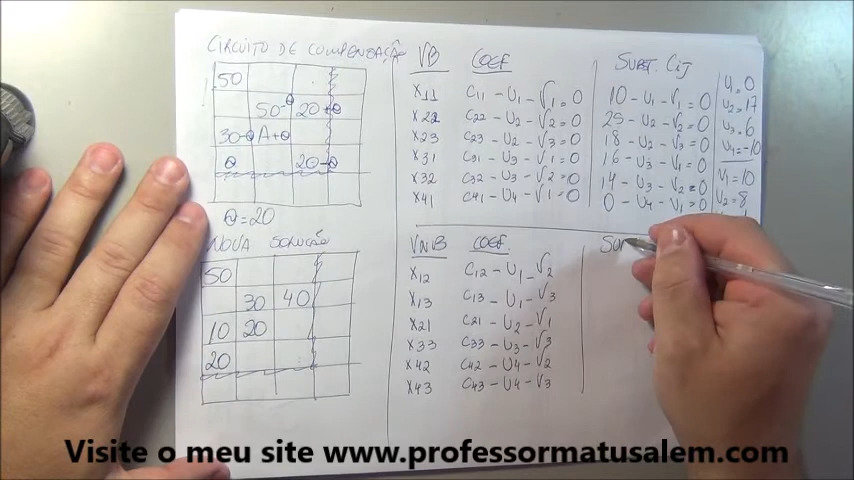 CIRCUITO DE COMPENSAÇÃO
50
50-θ 20+θ
30-θ A+θ
θ 20-θ
θ=20
NOVA SOLUÇÃO
50
30 40
10 20
20
VB COEF
X11 C11 - U1 - V1 = 0
X22 C22 - U2 - V2 = 0
X23 C23 - U2 - V3 = 0
X31 C31 - U3 - V1 = 0
X32 C32 - U3 - V2 = 0
X41 C41 - U4 - V1 = 0
SUBST. Cij
10 - U1 - V1 = 0
25 - U2 - V2 = 0
18 - U2 - V3 = 0
16 - U3 - V1 = 0
14 - U3 - V2 = 0
0 - U4 - V1 = 0
U1=0
U2=17
U3=6
U4=-10
V1=10
V2=8
VNB COEF.
X12 C12 - U1 - V2
X13 C13 - U1 - V3
X21 C21 - U2 - V1
X33 C33 - U3 - V3
X42 C42 - U4 - V2
X43 C43 - U4 - V3
Visite o meu site www.professormatusalem.com